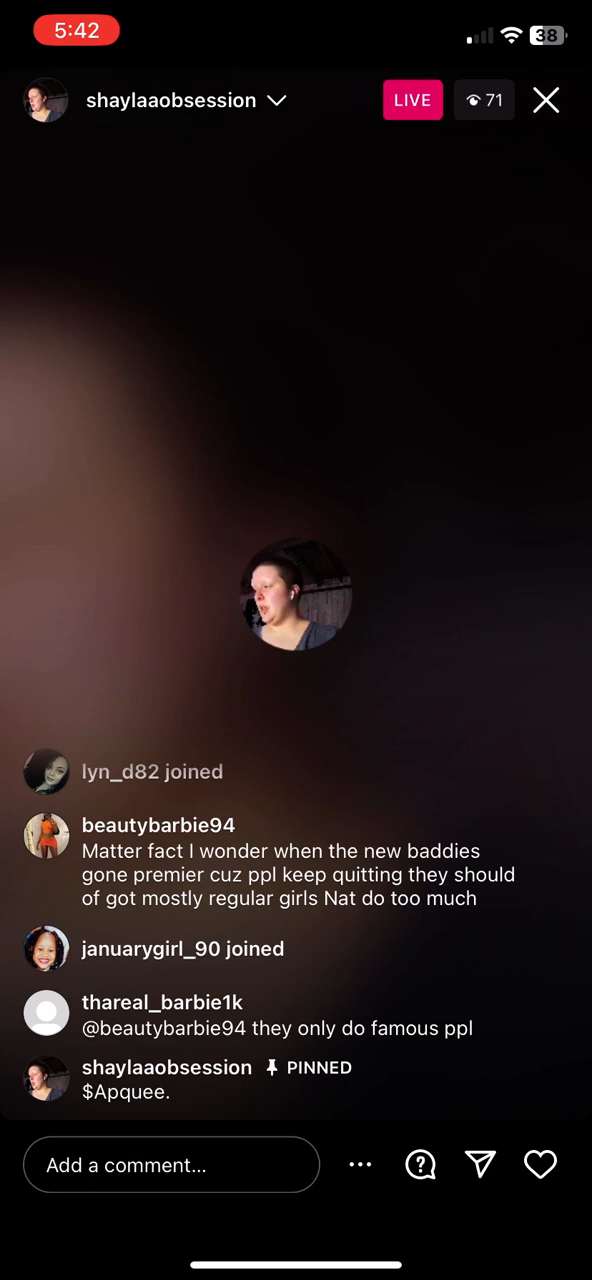 5:42
38
shaylaaobsession
LIVE
71
lyn_d82 joined
beautybarbie94
Matter fact I wonder when the new baddies
gone premier cuz ppl keep quitting they should
of got mostly regular girls Nat do too much
januarygirl_90 joined
thareal_barbie1k
@beautybarbie94 they only do famous ppl
shaylaaobsession PINNED
$Apquee.
Add a comment...